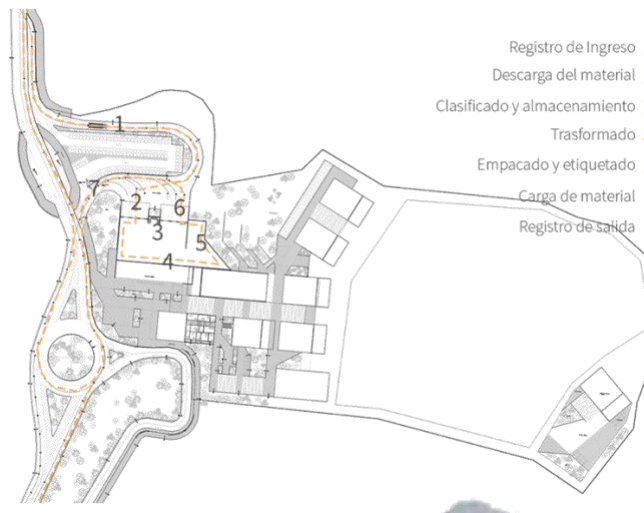 Registro de Ingreso
Descarga del material
Clasificado y almacenamiento
Trasformado
Empacado y etiquetado
Carga de material
Registro de salida
1
7
2
6
3
5
4